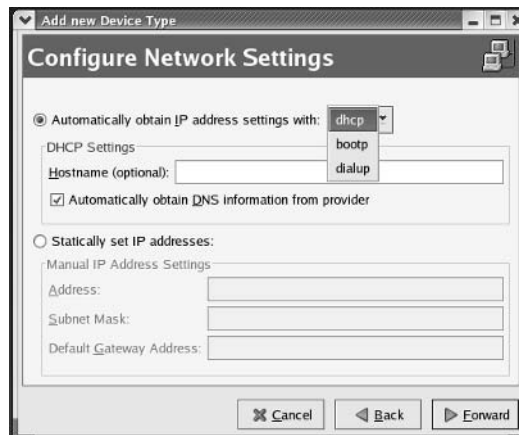 Add new Device Type
Configure Network Settings
Automatically obtain IP address settings with: dhcp
bootp
dialup
DHCP Settings
Hostname (optional):
Automatically obtain DNS information from provider
Statically set IP addresses:
Manual IP Address Settings
Address:
Subnet Mask:
Default Gateway Address:
Cancel Back Forward